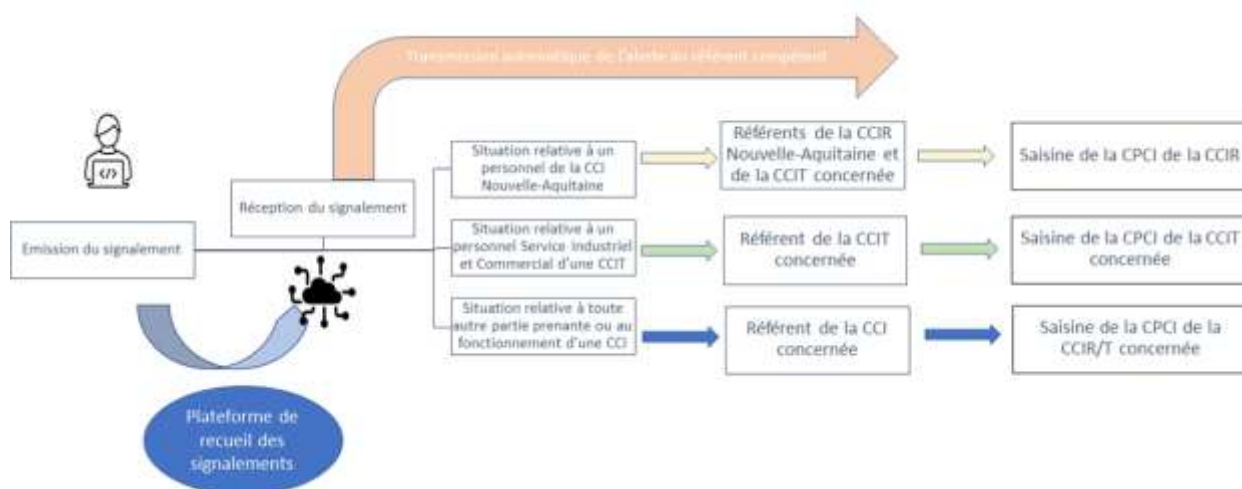 Transmission automatique de l'alerte au référent compétent
Situation relative à un
personnel de la CCI
Nouvelle-Aquitaine
Référents de la CCIR
Nouvelle-Aquitaine et
de la CCIT concernée
Saisine de la CPCI de la CCIR
Réception du signalement
Emission du signalement
Situation relative à un
personnel Service Industriel
et Commercial d'une CCIT
Référent de la CCIT
concernée
Saisine de la CPCI de la CCIT
concernée
Situation relative à toute
autre partie prenante ou au
fonctionnement d'une CCI
Référent de la CCI
concernée
Saisine de la CPCI de la
CCIR/T concernée
Plateforme de
recueil des
signalements